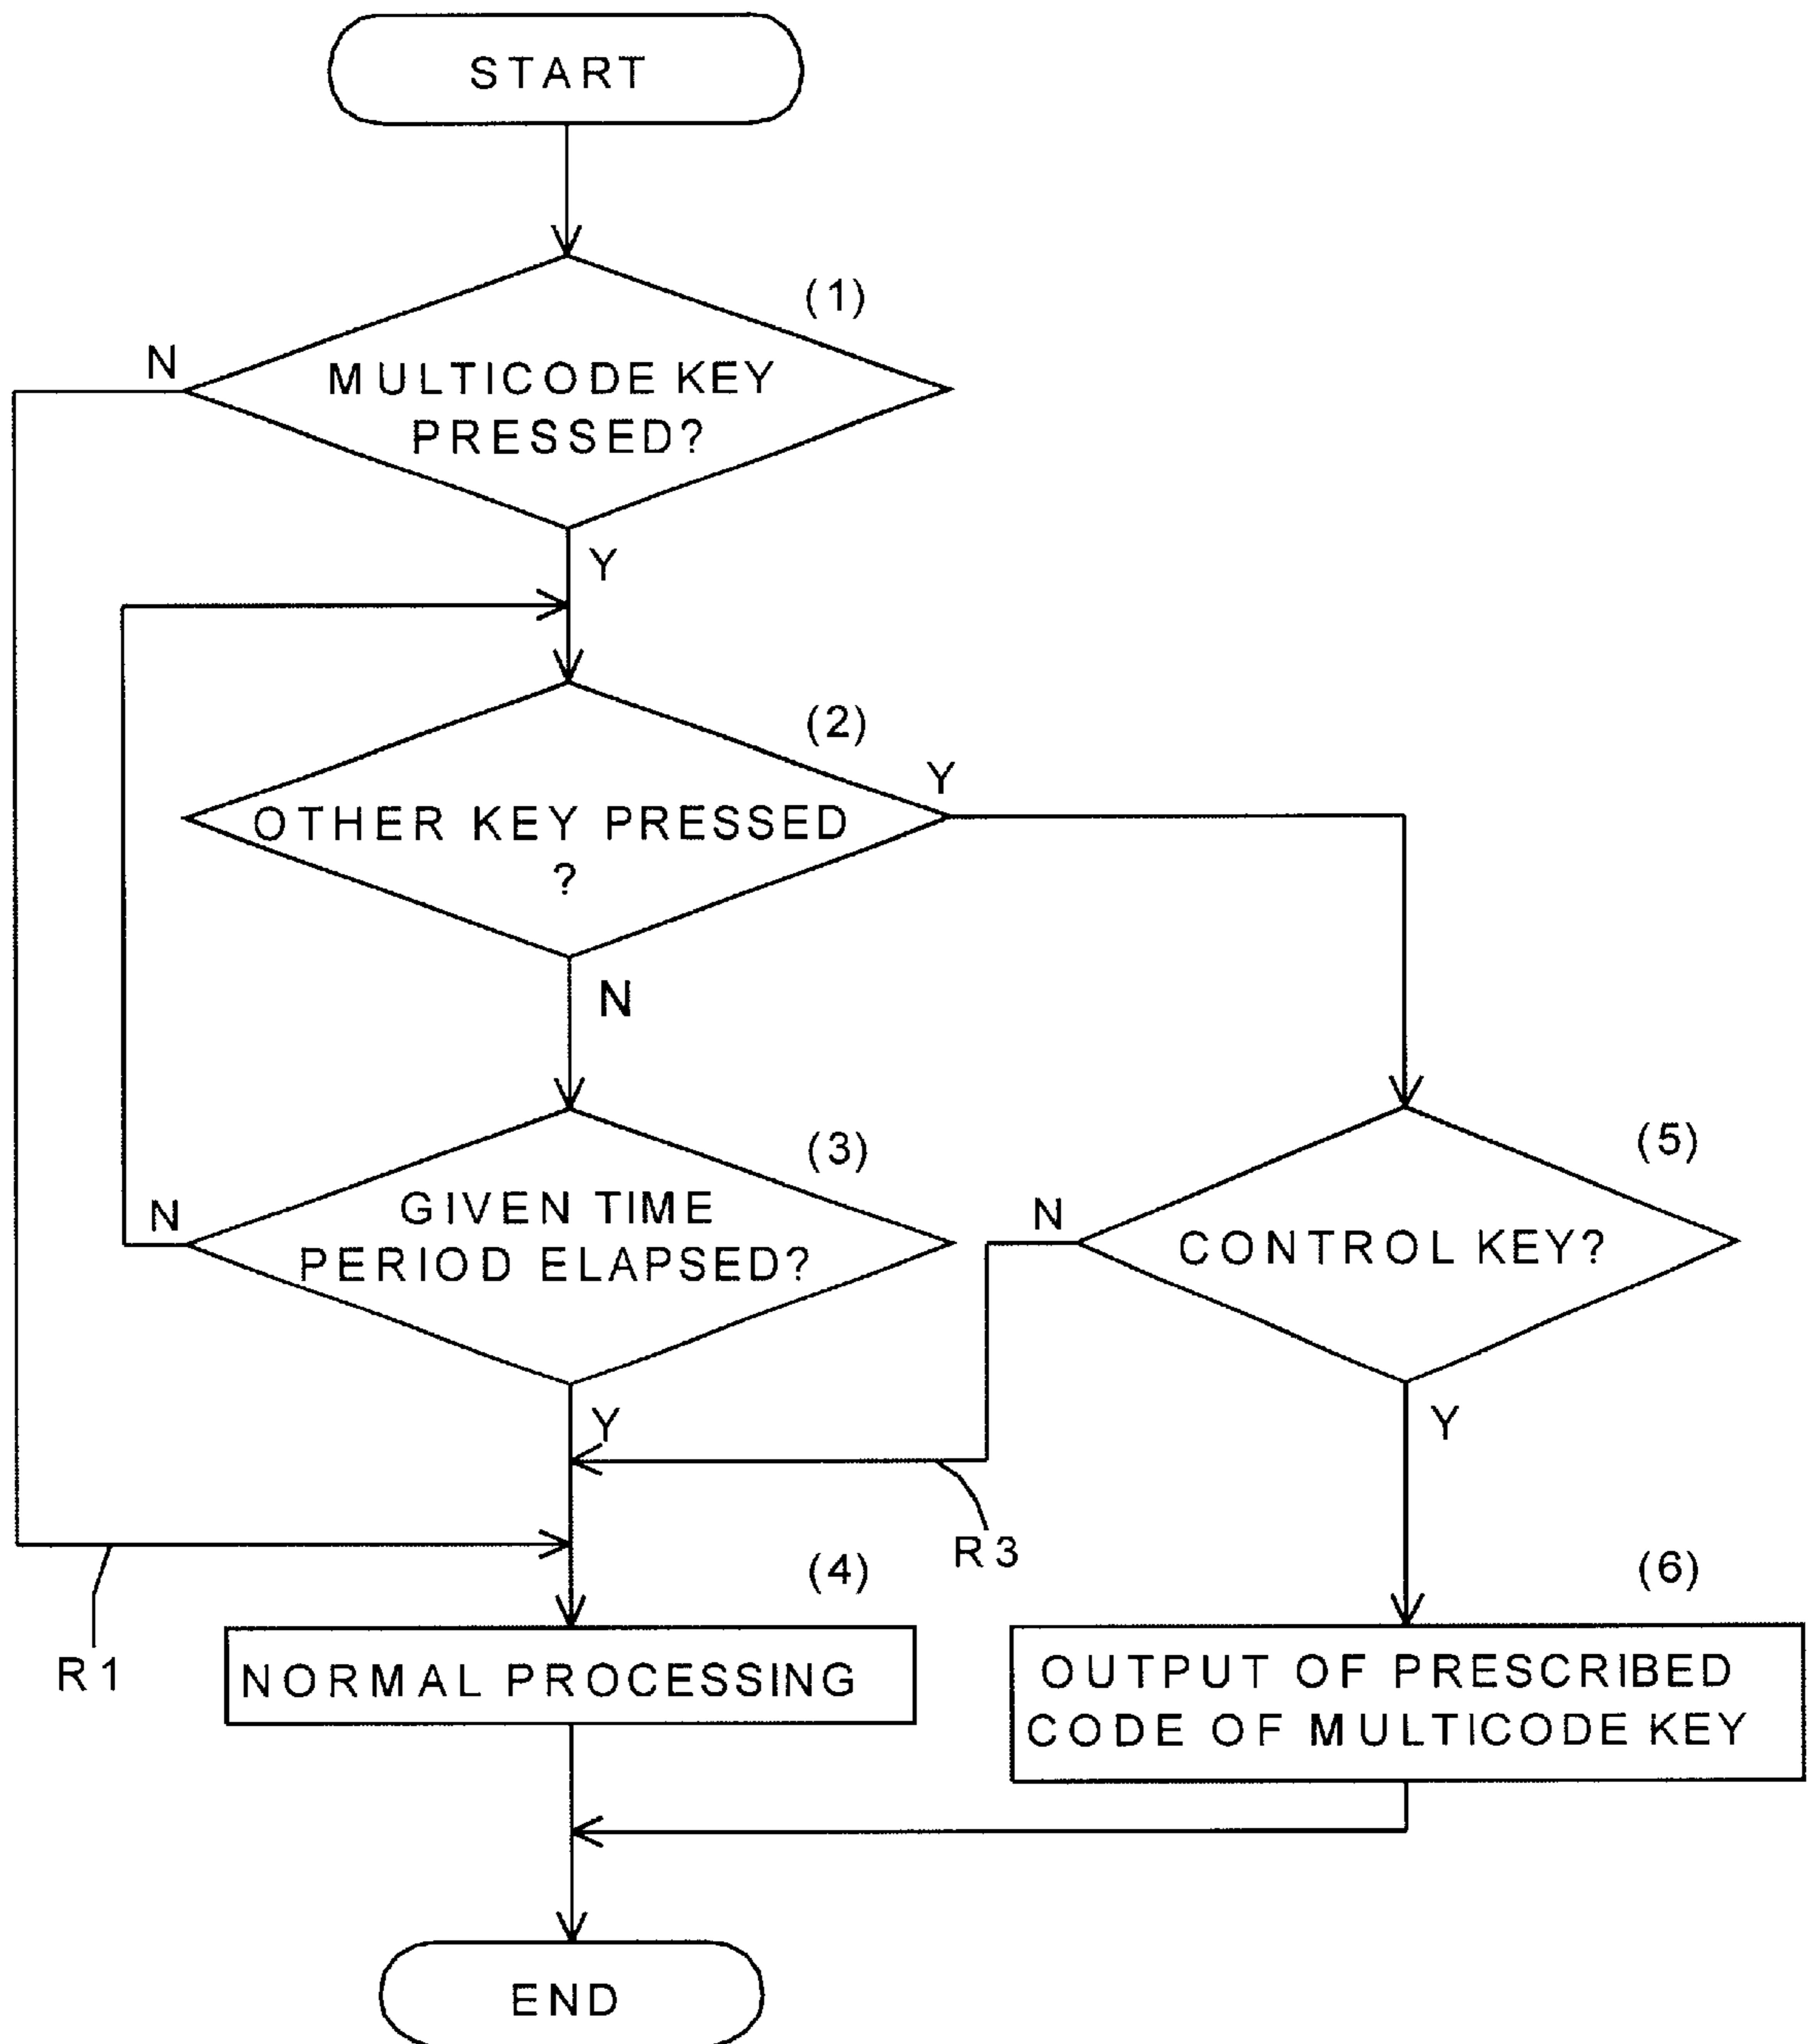 START
(1)
N
MULTICODE KEY
PRESSED?
Y
(2)
Y
OTHER KEY PRESSED
?
N
(3)
N
GIVEN TIME
PERIOD ELAPSED?
Y
(5)
N
CONTROL KEY?
Y
R3
R1
(4)
NORMAL PROCESSING
(6)
OUTPUT OF PRESCRIBED
CODE OF MULTICODE KEY
END